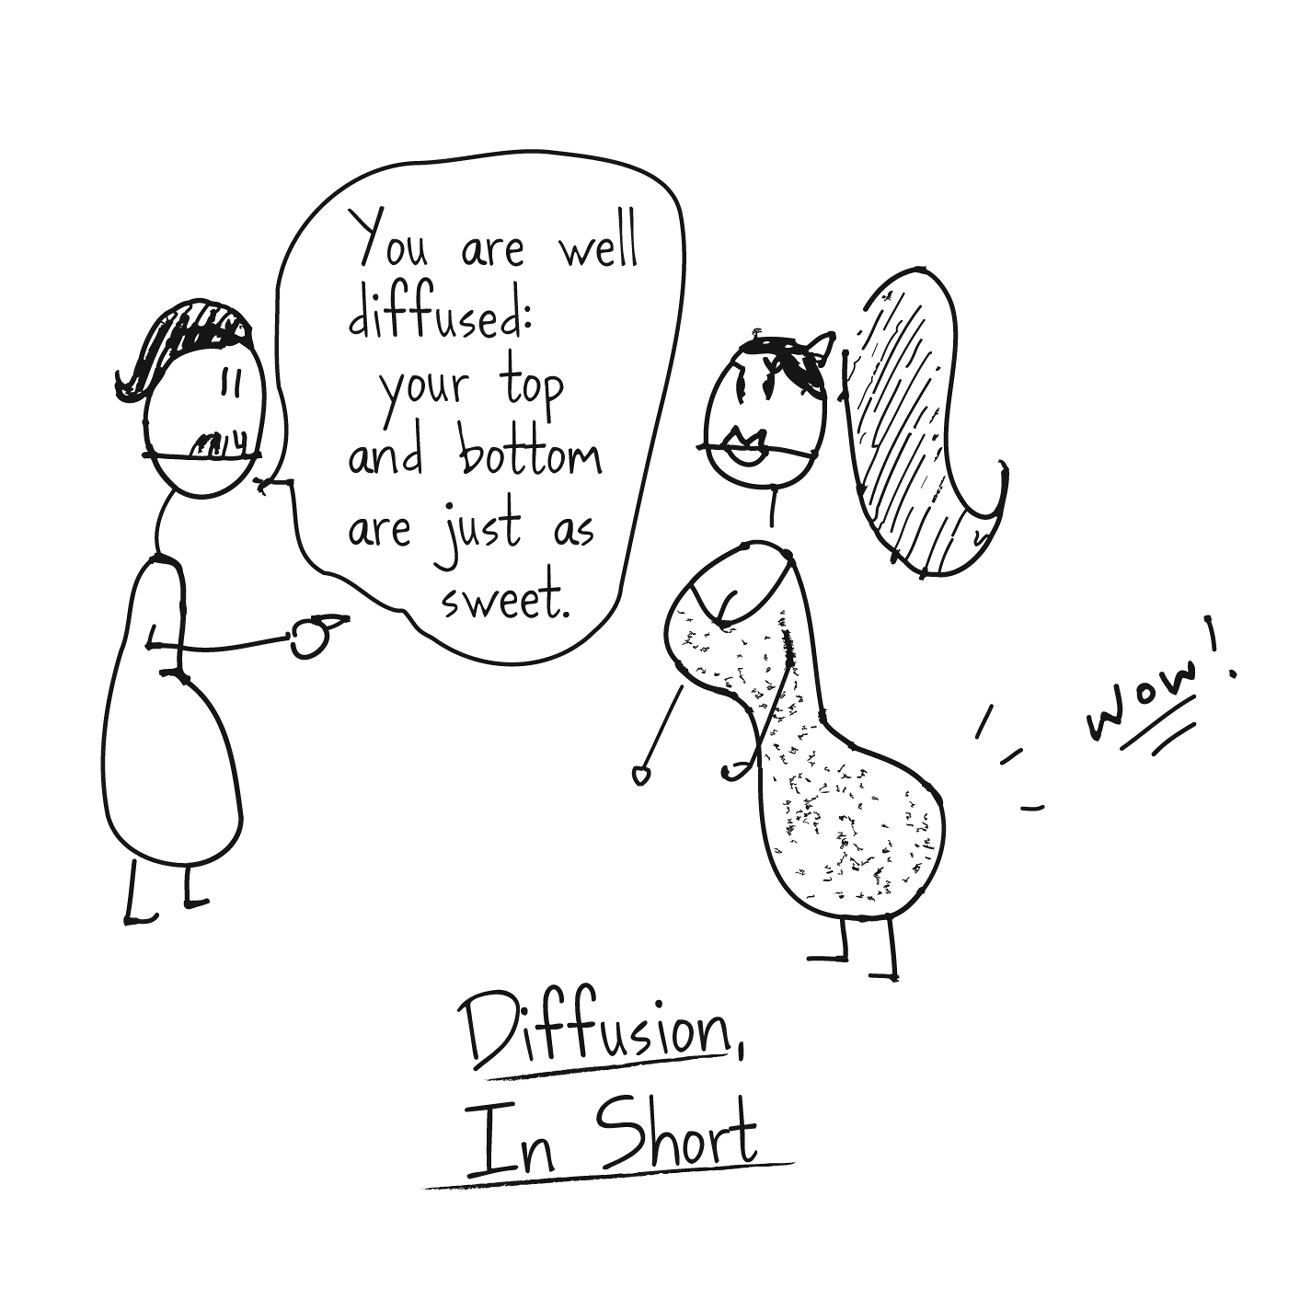 You are well
diffused:
your top
and bottom
are just as
sweet.
Wow!
Diffusion,
In Short